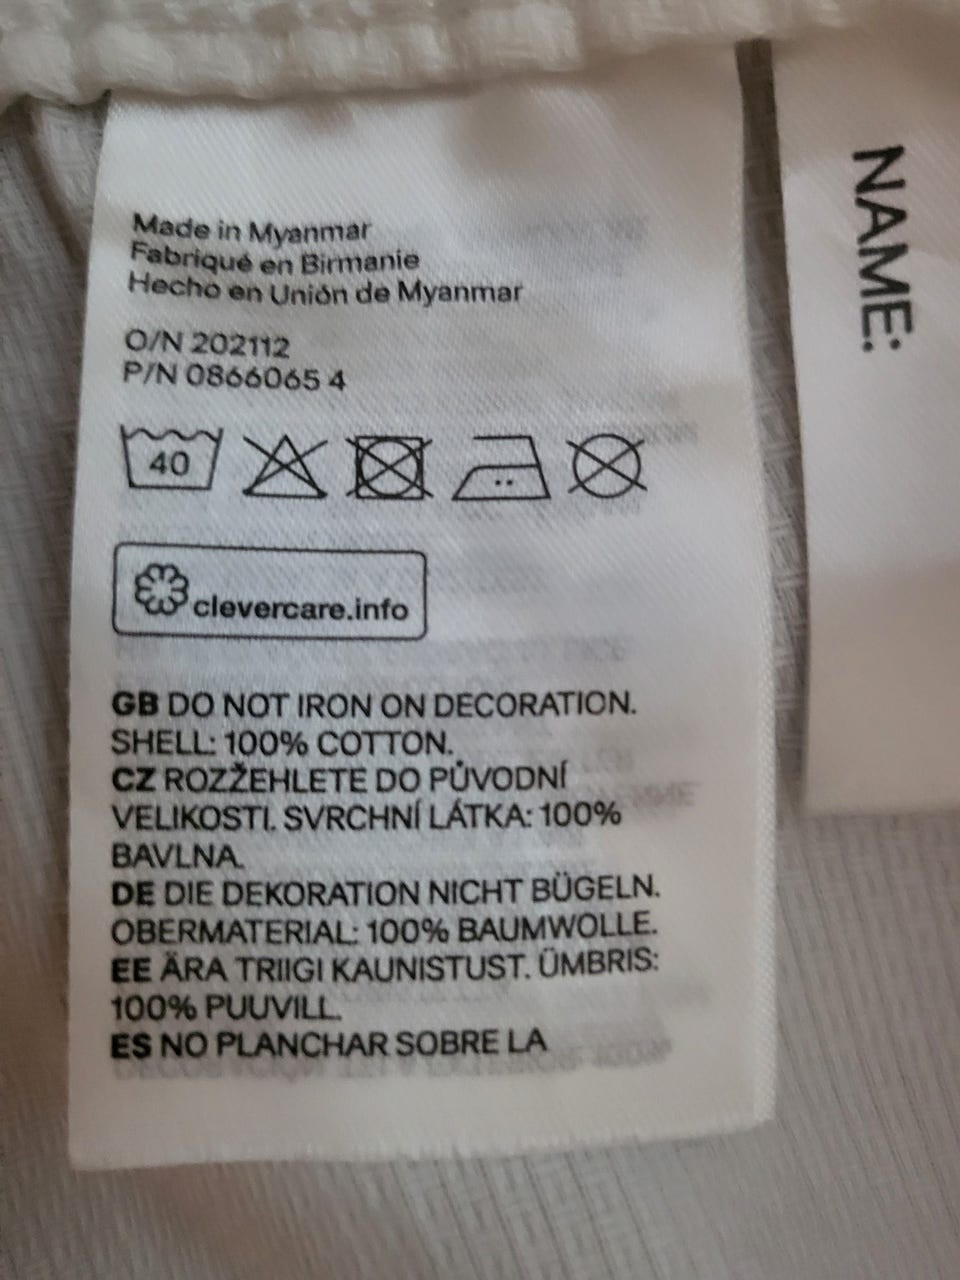 Made in Myanmar
Fabriqué en Birmanie
Hecho en Unión de Myanmar
O/N 202112
P/N 0866065 4
40
clevercare.info
GB DO NOT IRON ON DECORATION.
SHELL: 100% COTTON.
CZ ROZŽEHLETE DO PŮVODNÍ
VELIKOSTI. SVRCHNÍ LÁTKA: 100%
BAVLNA.
DE DIE DEKORATION NICHT BÜGELN.
OBERMATERIAL: 100% BAUMWOLLE.
EE ÄRA TRIIGI KAUNISTUST. ÜMBRIS:
100% PUUVILL.
ES NO PLANCHAR SOBRE LA
NAME: